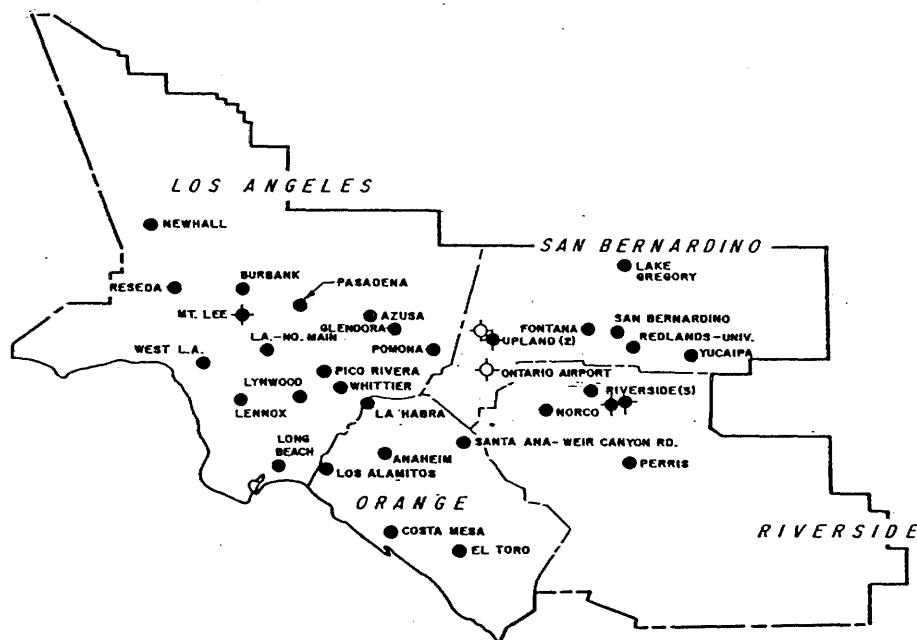 LOS ANGELES
NEWHALL
SAN BERNARDINO
LAKE
GREGORY
RESEDA
BURBANK
PASADENA
MT. LEE
AZUSA
GLENDORA
FONTANA
SAN BERNARDINO
UPLAND (2)
REDLANDS-UNIV.
L.A.-NO. MAIN
POMONA
YUCAIPA
WEST L.A.
PICO RIVERA
ONTARIO AIRPORT
WHITTIER
LYNWOOD
RIVERSIDE(S)
LENNOX
LA HABRA
NORCO
LONG
BEACH
SANTA ANA-WEIR CANYON RD.
ANAHEIM
LOS ALAMITOS
PERRIS
ORANGE
COSTA MESA
RIVERSIDE
EL TORO